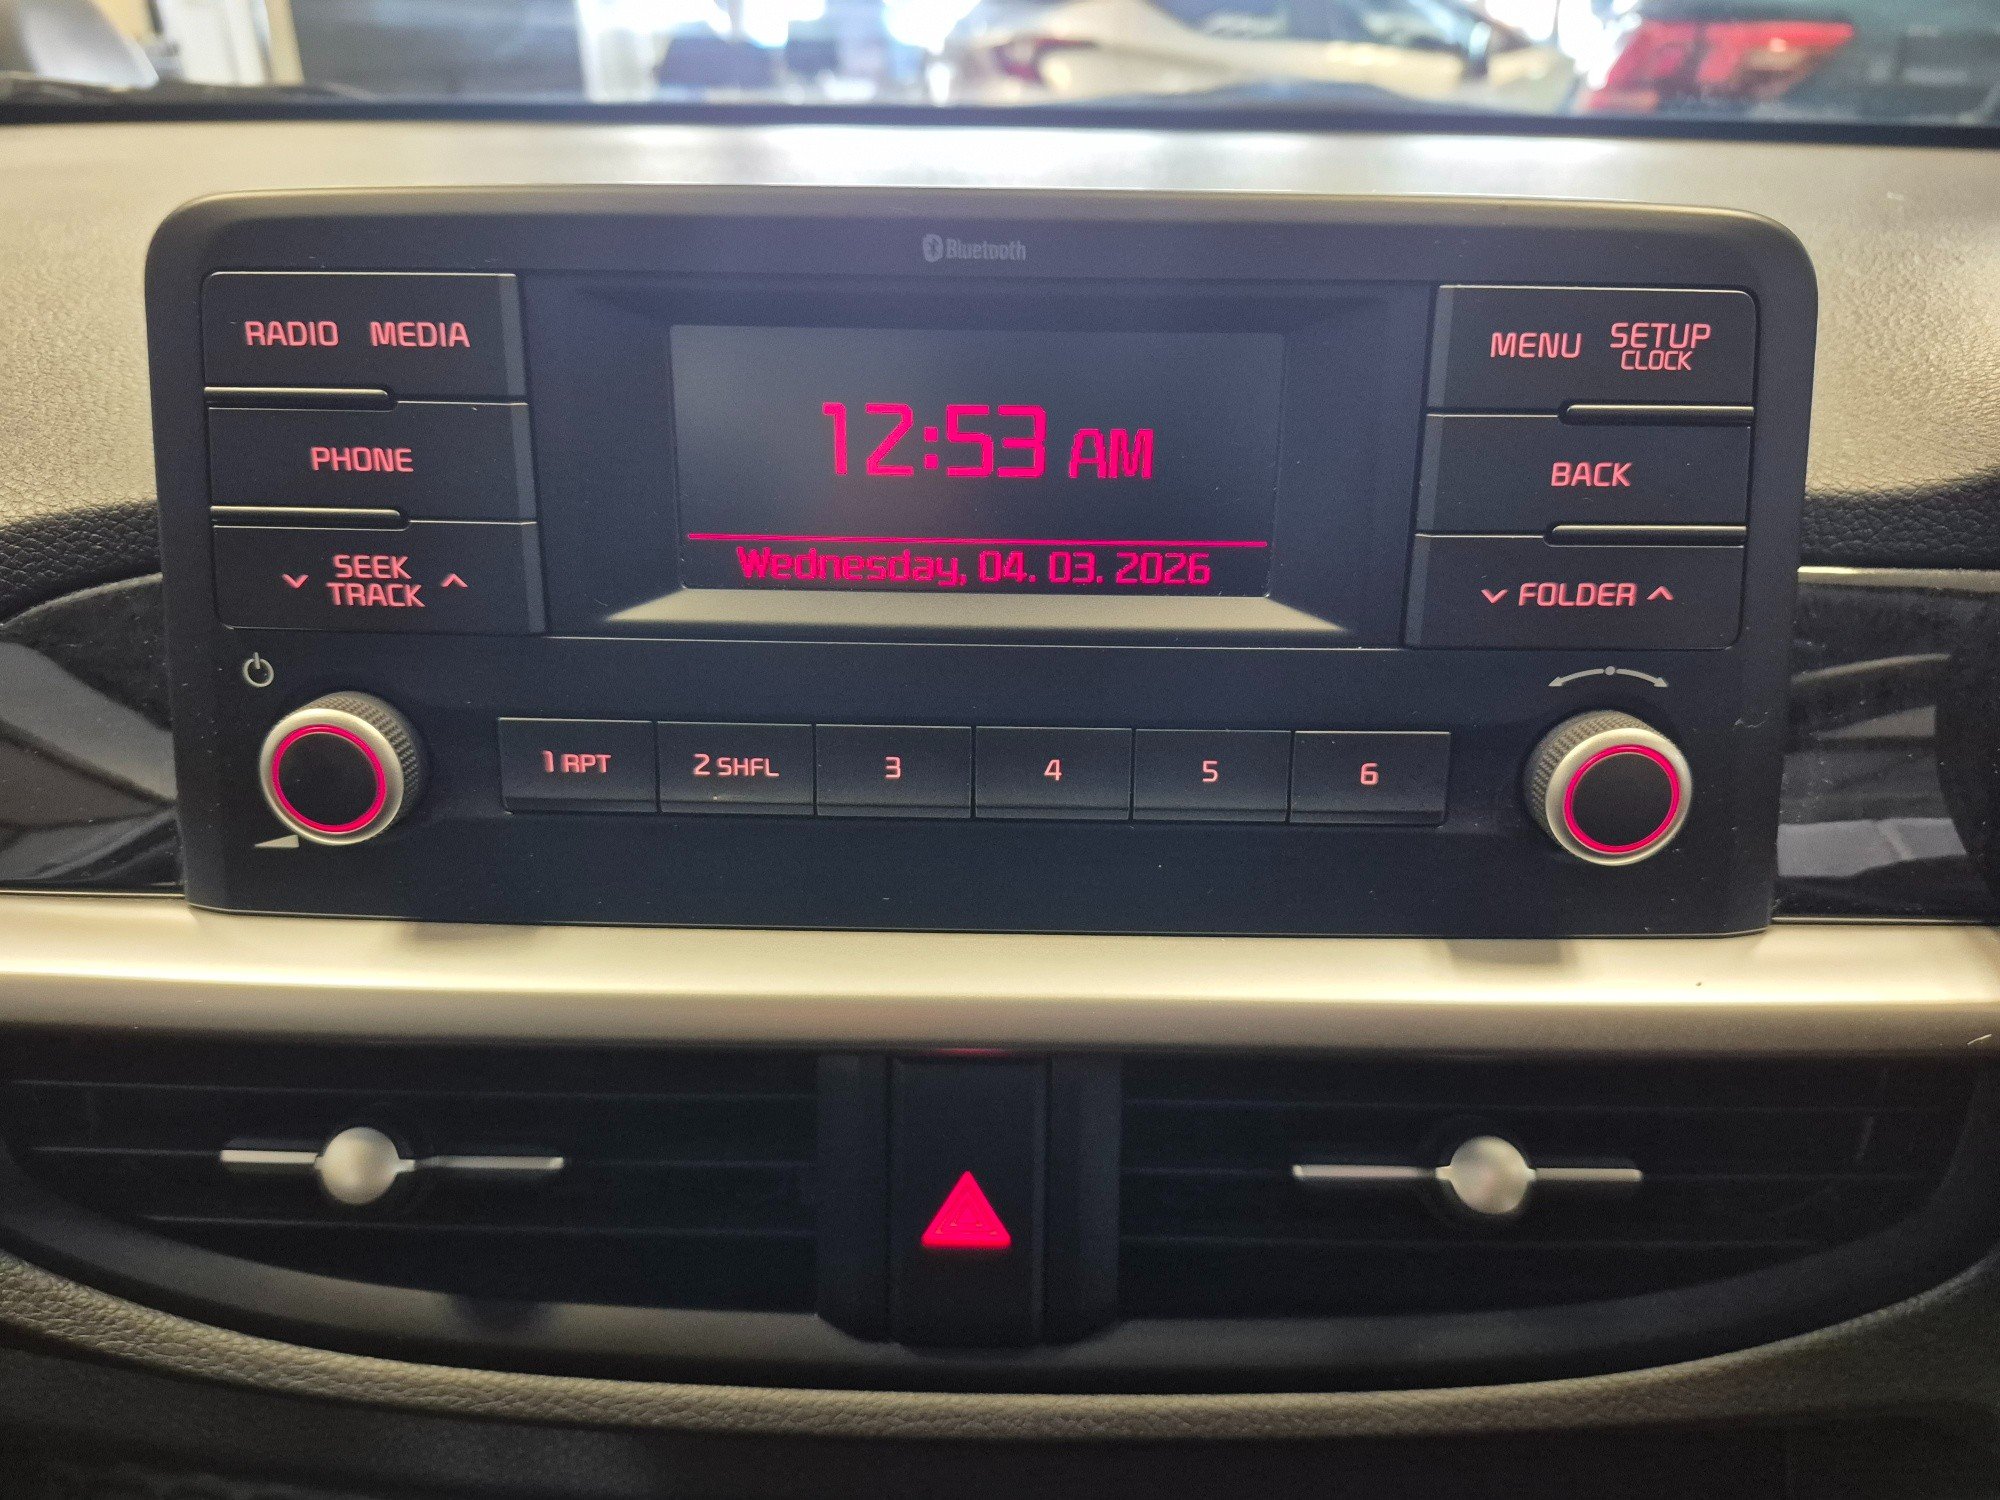 Bluetooth
RADIO MEDIA
PHONE
SEEK
TRACK
12:53 AM
Wednesday, 04. 03. 2026
MENU SETUP
CLOCK
BACK
FOLDER
1 RPT 2 SHFL 3 4 5 6